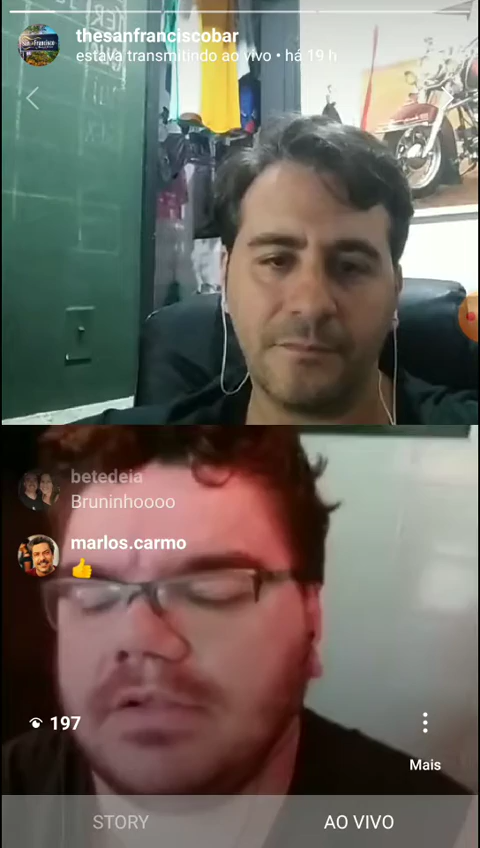 thesanfranciscobar
estava transmitindo ao vivo • há 19 h
betedeia
Bruninhoooo
marlos.carmo
👍
197
Mais
STORY
AO VIVO